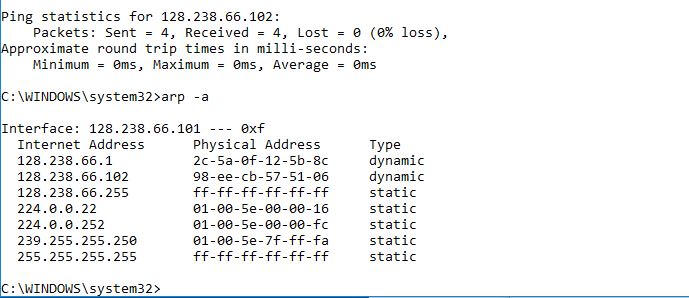 Ping statistics for 128.238.66.102:
    Packets: Sent = 4, Received = 4, Lost = 0 (0% loss),
Approximate round trip times in milli-seconds:
    Minimum = 0ms, Maximum = 0ms, Average = 0ms
C:\WINDOWS\system32>arp -a
Interface: 128.238.66.101 --- 0xf
  Internet Address      Physical Address      Type
  128.238.66.1          2c-5a-0f-12-5b-8c     dynamic
  128.238.66.102        98-ee-cb-57-51-06     dynamic
  128.238.66.255        ff-ff-ff-ff-ff-ff     static
  224.0.0.22            01-00-5e-00-00-16     static
  224.0.0.252           01-00-5e-00-00-fc     static
  239.255.255.250       01-00-5e-7f-ff-fa     static
  255.255.255.255       ff-ff-ff-ff-ff-ff     static
C:\WINDOWS\system32>